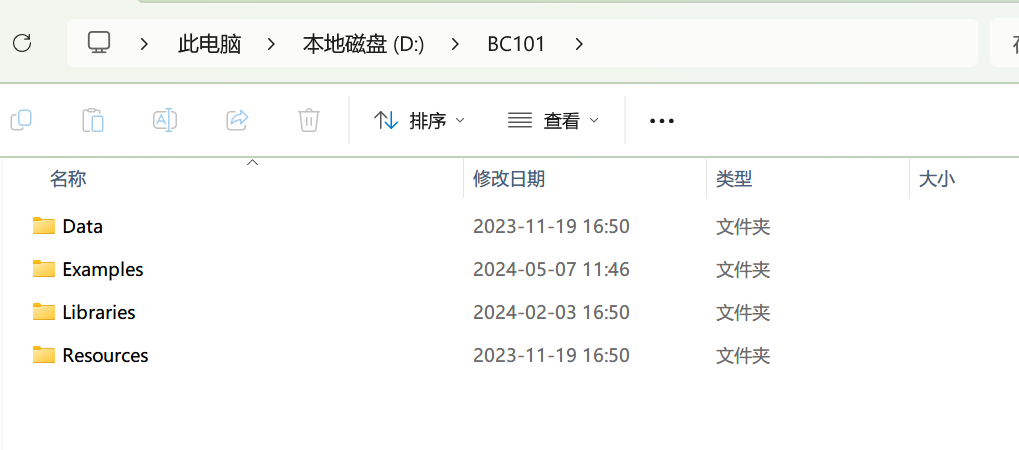 此电脑 本地磁盘 (D:) BC101
排序 查看
名称 修改日期 类型 大小
Data 2023-11-19 16:50 文件夹
Examples 2024-05-07 11:46 文件夹
Libraries 2024-02-03 16:50 文件夹
Resources 2023-11-19 16:50 文件夹